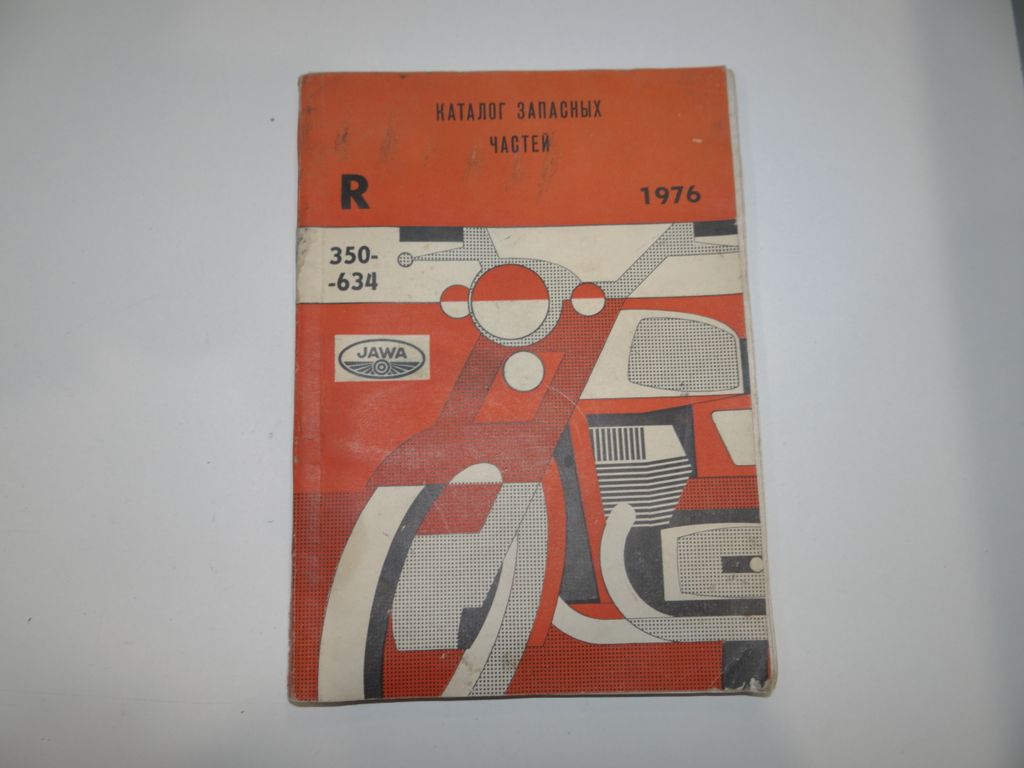 КАТАЛОГ ЗАПАСНЫХ
ЧАСТЕЙ
R
1976
350-
-634
JAWA